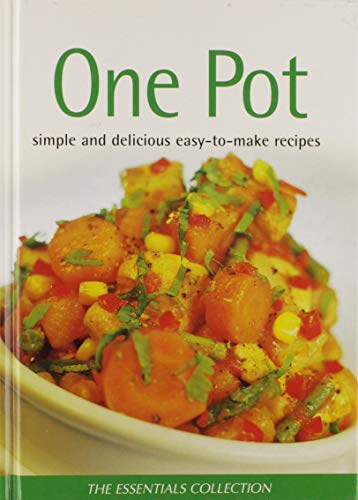 One Pot
simple and delicious easy-to-make recipes
THE ESSENTIALS COLLECTION